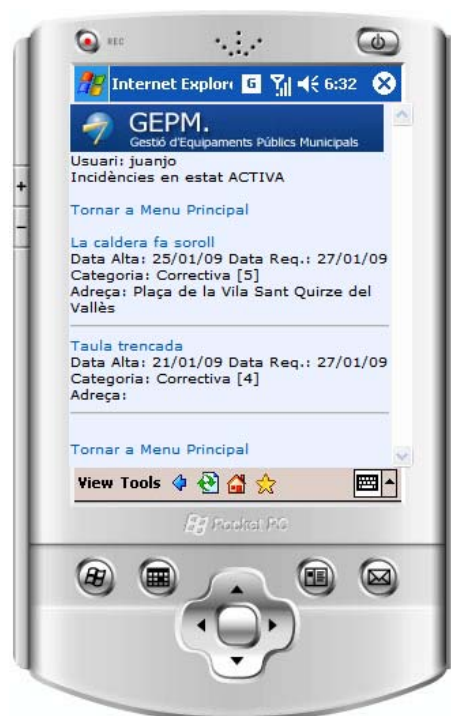 REC
Internet Explor G 6:32
GEPM.
Gestió d'Equipaments Públics Municipals
Usuari: juanjo
Incidències en estat ACTIVA
Tornar a Menu Principal
La caldera fa soroll
Data Alta: 25/01/09 Data Req.: 27/01/09
Categoria: Correctiva [5]
Adreça: Plaça de la Vila Sant Quirze del
Vallès
Taula trencada
Data Alta: 21/01/09 Data Req.: 27/01/09
Categoria: Correctiva [4]
Adreça:
Tornar a Menu Principal
View Tools
Pocket PC